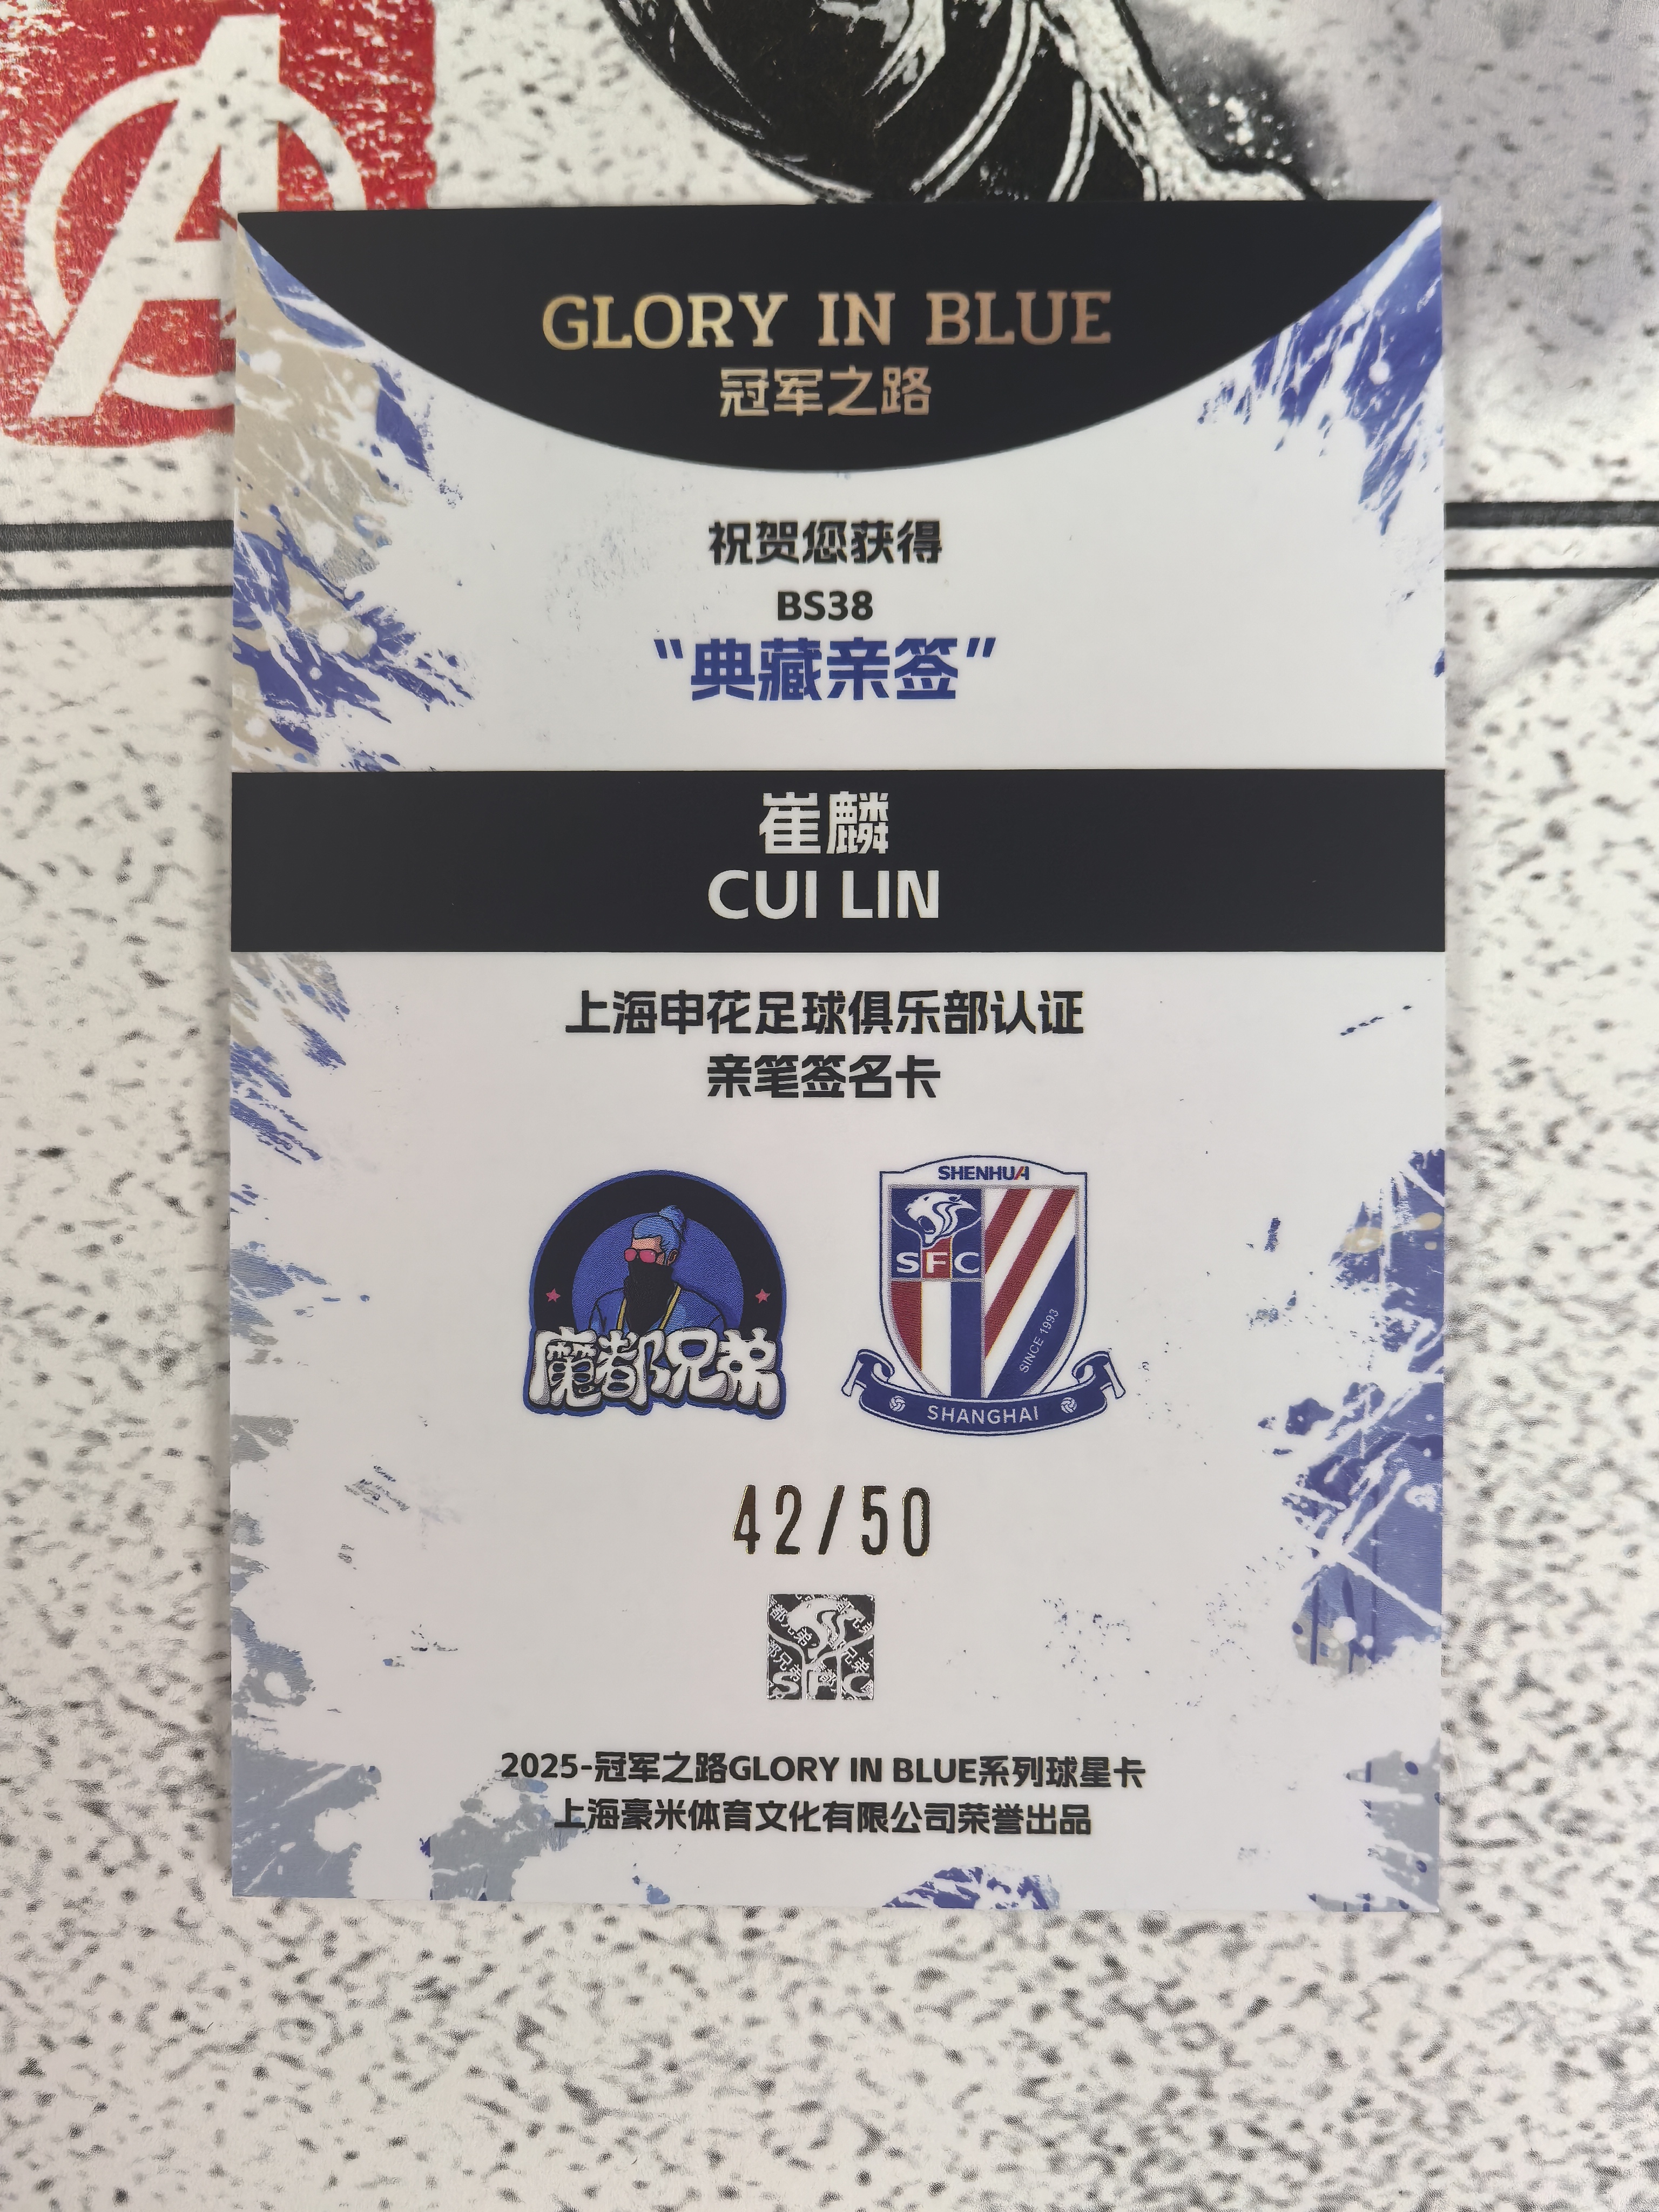 GLORY IN BLUE
冠军之路
祝贺您获得
BS38
“典藏亲签”
崔麟
CUI LIN
上海申花足球俱乐部认证
亲笔签名卡
魔都兄弟
SHENHUA
SFC
SINCE 1993
SHANGHAI
42/50
SFC
2025-冠军之路GLORY IN BLUE系列球星卡
上海豪米体育文化有限公司荣誉出品